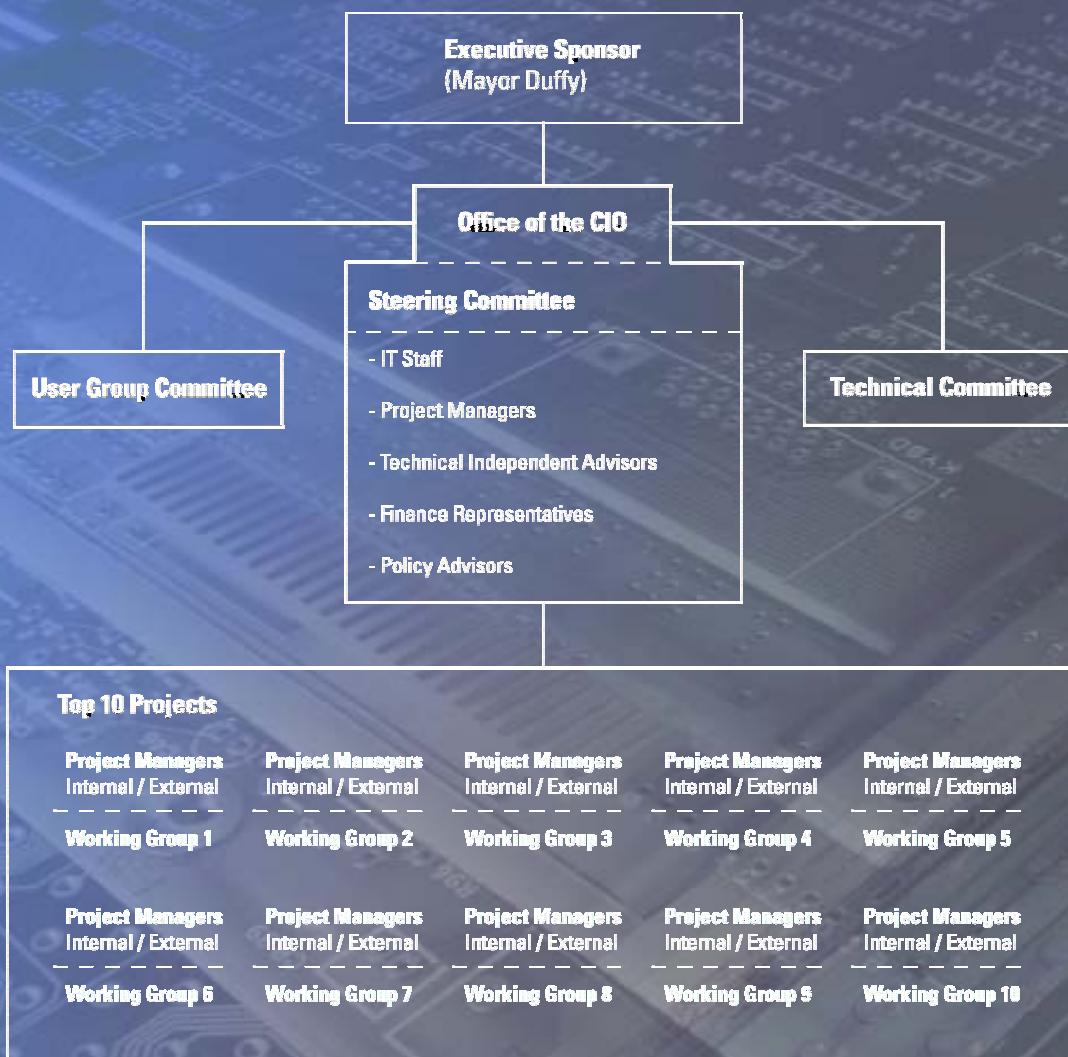 Executive Sponsor
(Mayor Duffy)
Office of the CIO
Steering Committee
- IT Staff
- Project Managers
- Technical Independent Advisors
- Finance Representatives
- Policy Advisors
User Group Committee
Technical Committee
Top 10 Projects
Project Managers
Internal / External
Working Group 1
Project Managers
Internal / External
Working Group 2
Project Managers
Internal / External
Working Group 3
Project Managers
Internal / External
Working Group 4
Project Managers
Internal / External
Working Group 5
Project Managers
Internal / External
Working Group 6
Project Managers
Internal / External
Working Group 7
Project Managers
Internal / External
Working Group 8
Project Managers
Internal / External
Working Group 9
Project Managers
Internal / External
Working Group 10